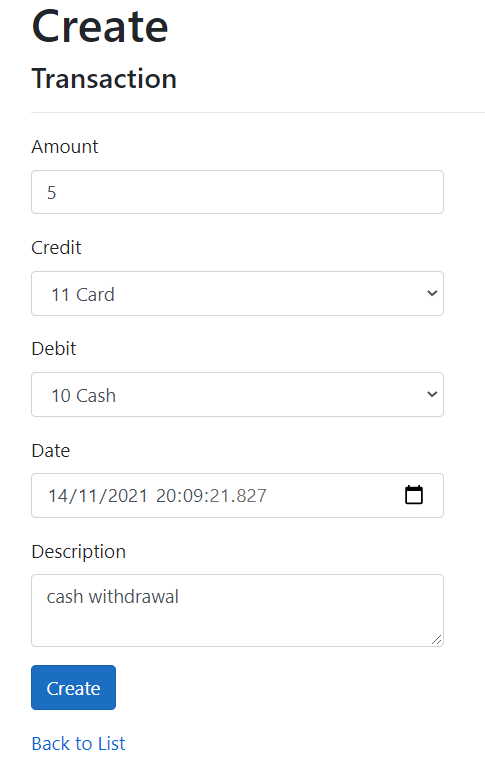 Create
Transaction
Amount
5
Credit
11 Card
Debit
10 Cash
Date
14/11/2021 20:09:21.827
Description
cash withdrawal
Create
Back to List